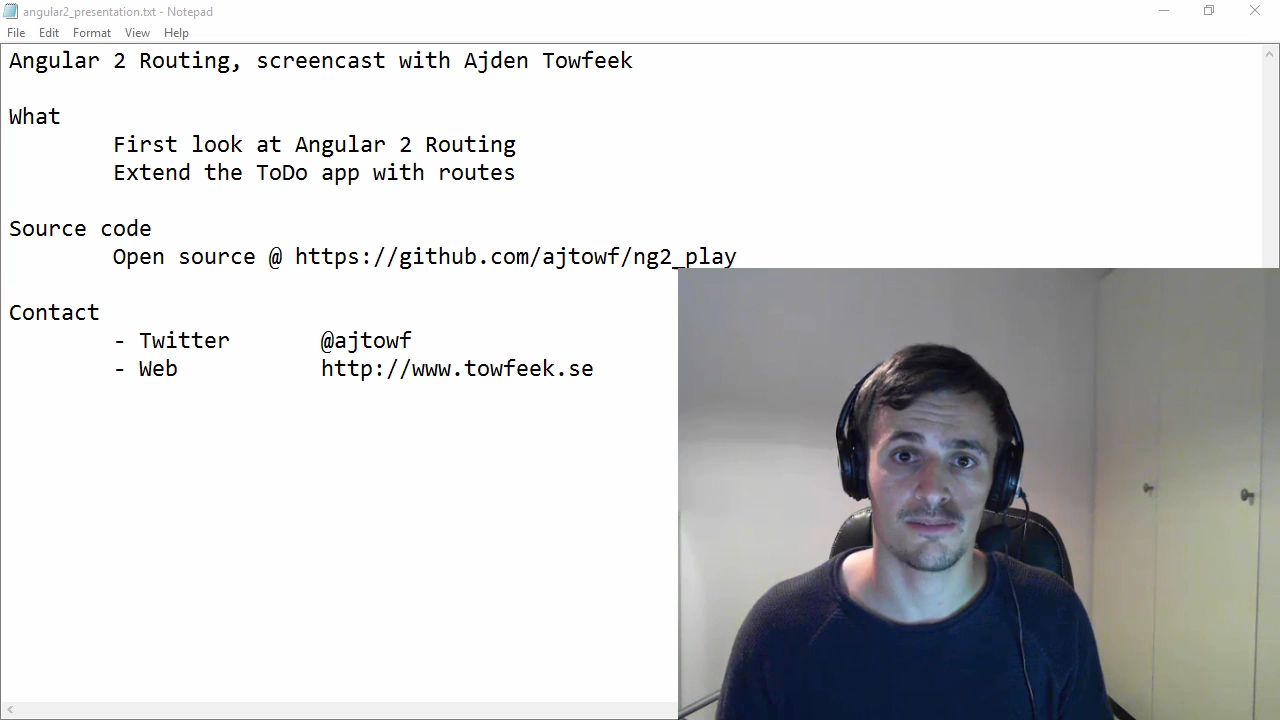 angular2_presentation.txt - Notepad
File Edit Format View Help
Angular 2 Routing, screencast with Ajden Towfeek
What
First look at Angular 2 Routing
Extend the ToDo app with routes
Source code
Open source @ https://github.com/ajtowf/ng2_play
Contact
- Twitter @ajtowf
- Web http://www.towfeek.se